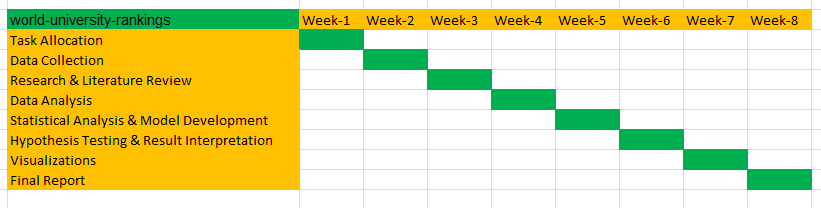 world-university-rankings Week-1 Week-2 Week-3 Week-4 Week-5 Week-6 Week-7 Week-8
Task Allocation
Data Collection
Research & Literature Review
Data Analysis
Statistical Analysis & Model Development
Hypothesis Testing & Result Interpretation
Visualizations
Final Report